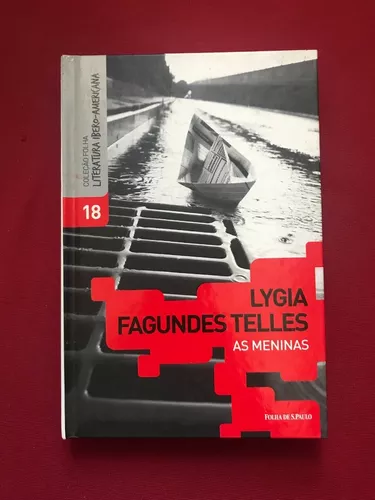 COLEÇÃO FOLHA
LITERATURA IBERO-AMERICANA
18
LYGIA
FAGUNDES TELLES
AS MENINAS
FOLHA DE S.PAULO